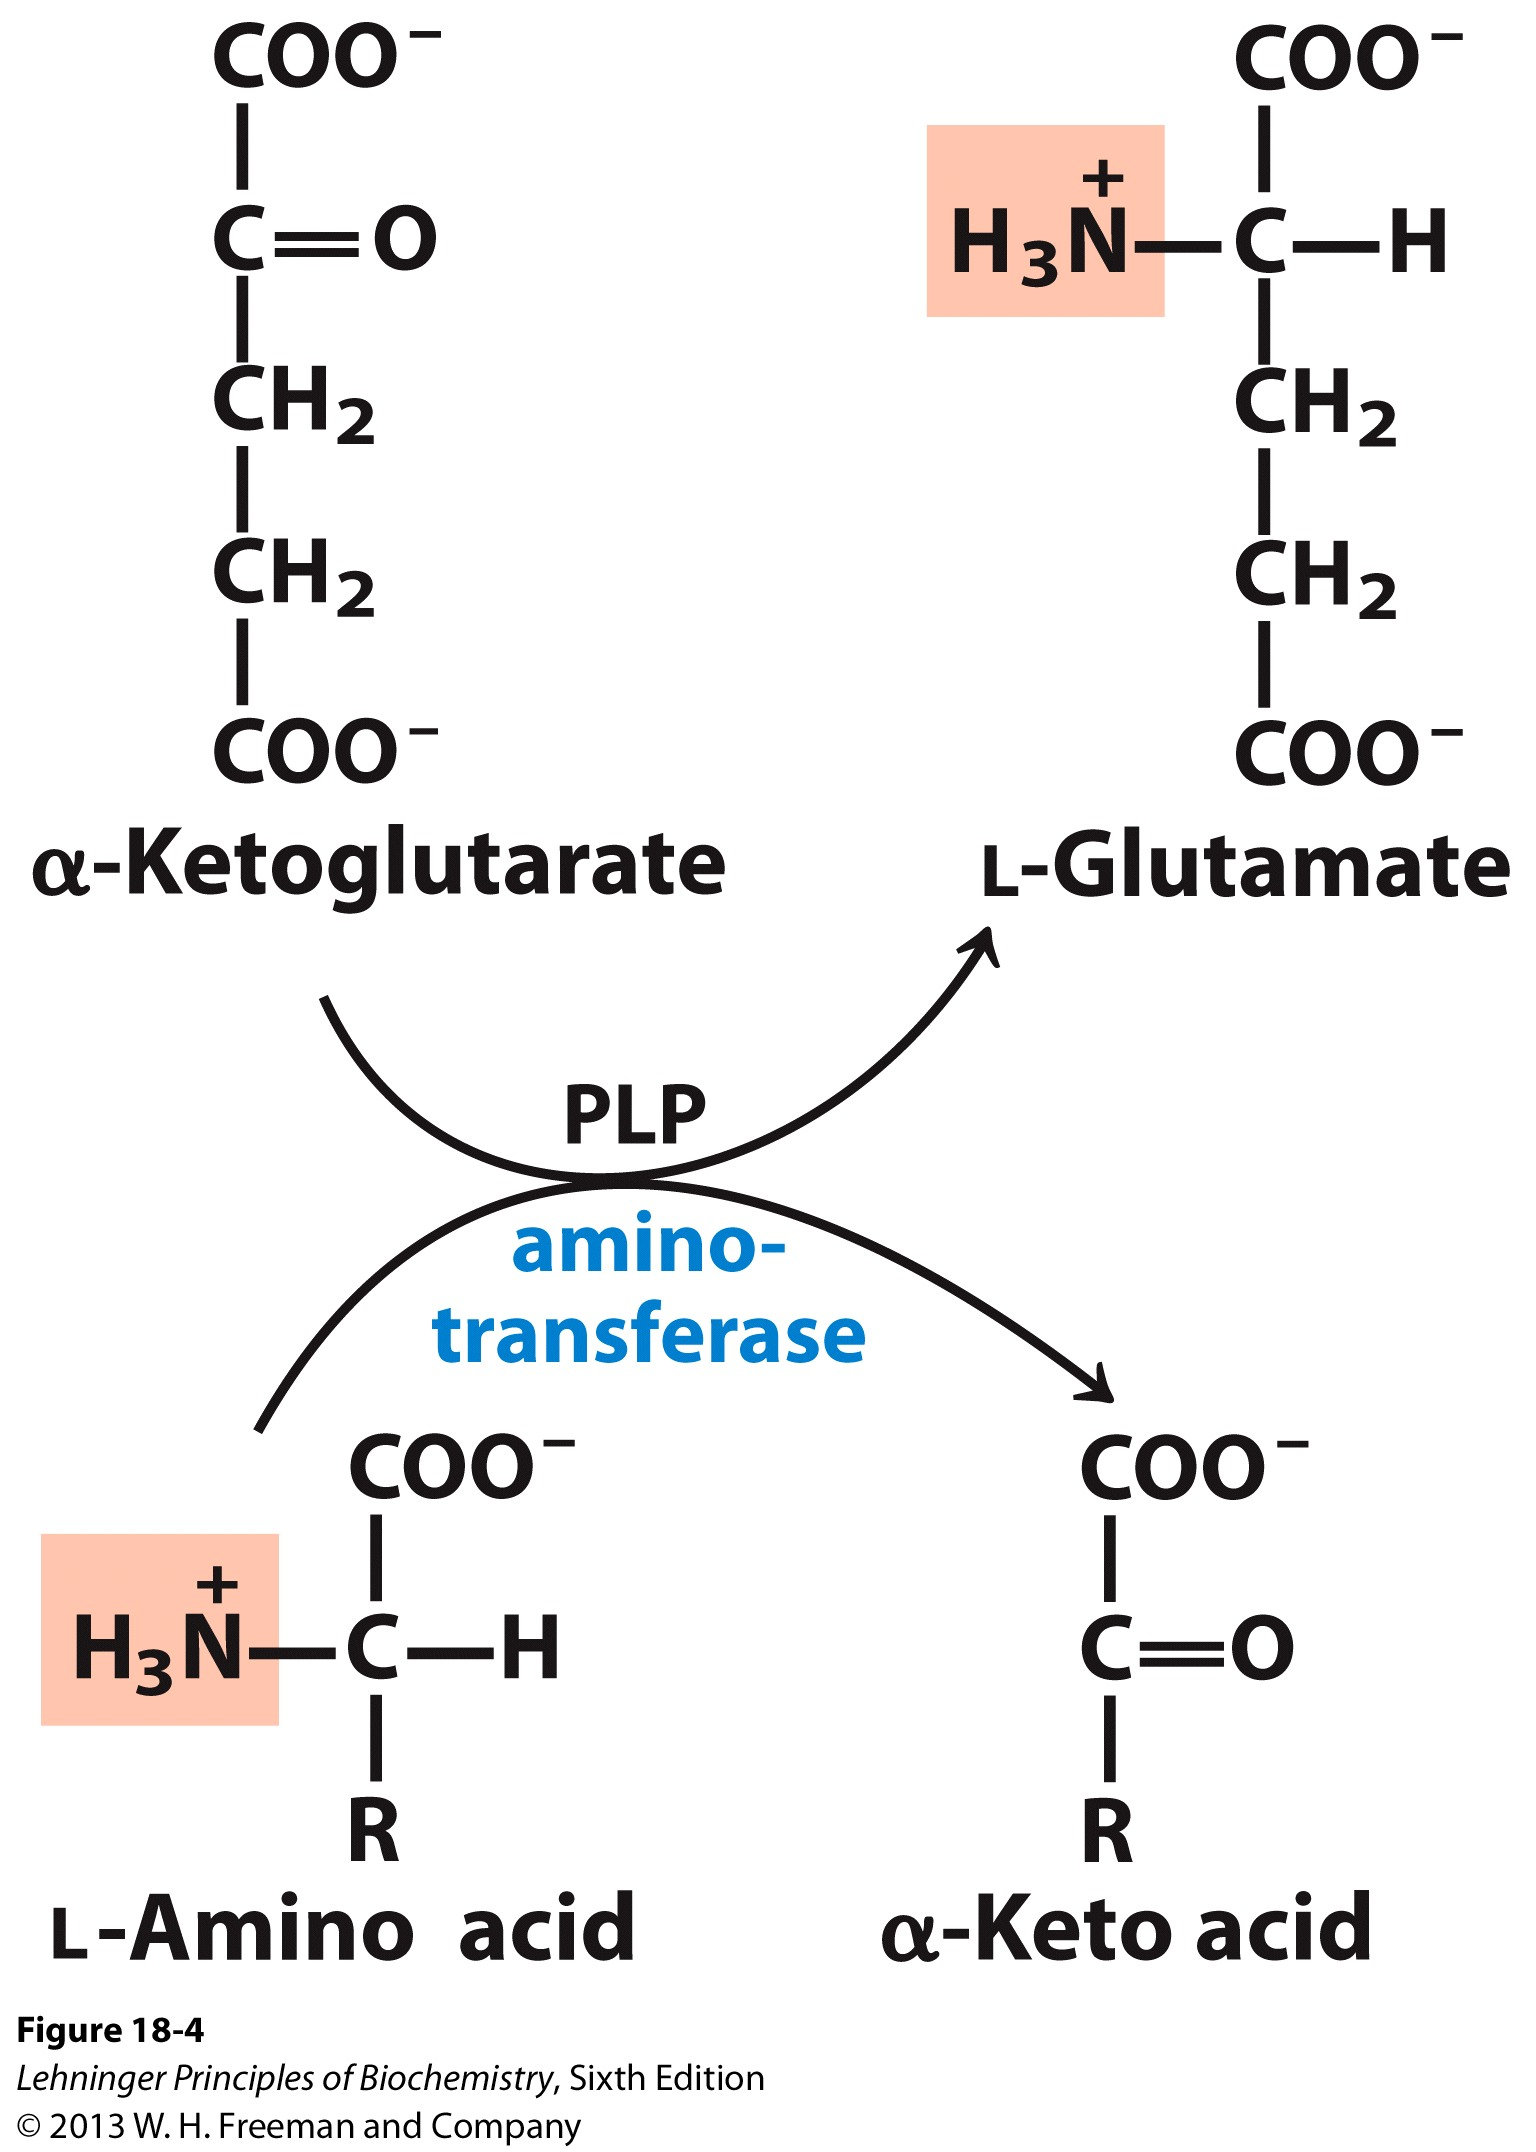 COO⁻
C=O
CH₂
CH₂
COO⁻
α-Ketoglutarate
COO⁻
H₃N⁺—C—H
CH₂
CH₂
COO⁻
L-Glutamate
PLP
amino-
transferase
COO⁻
H₃N⁺—C—H
R
L-Amino acid
COO⁻
C=O
R
α-Keto acid
Figure 18-4
Lehninger Principles of Biochemistry, Sixth Edition
© 2013 W. H. Freeman and Company